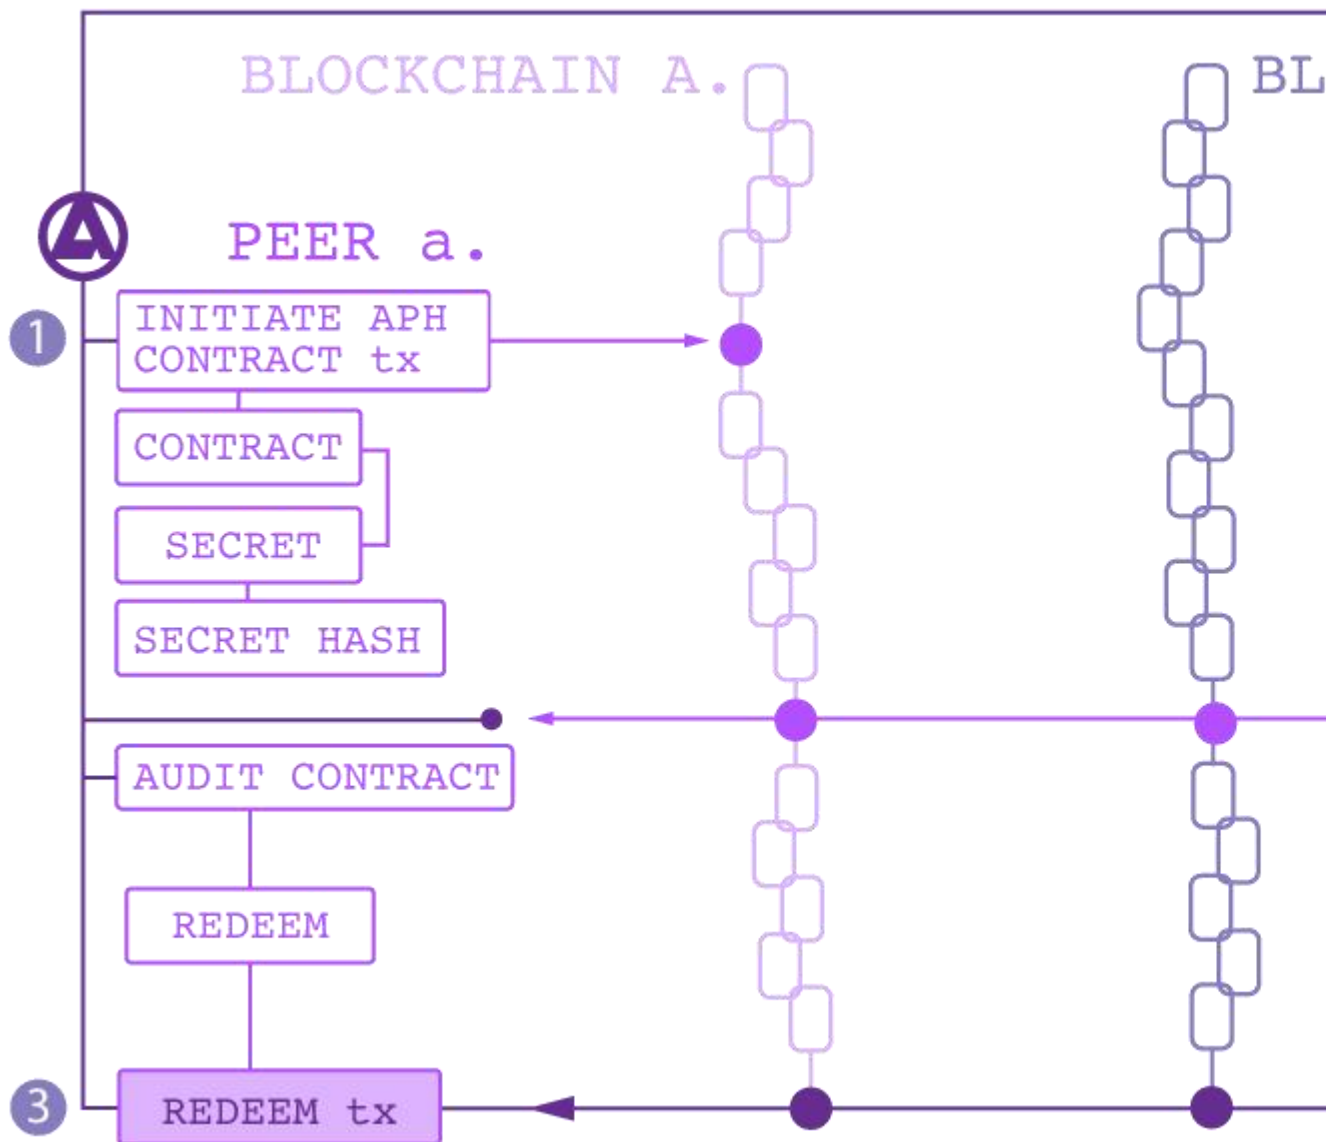 BLOCKCHAIN A.
BL
A
PEER a.
1
INITIATE APH
CONTRACT tx
CONTRACT
SECRET
SECRET HASH
AUDIT CONTRACT
REDEEM
3
REDEEM tx